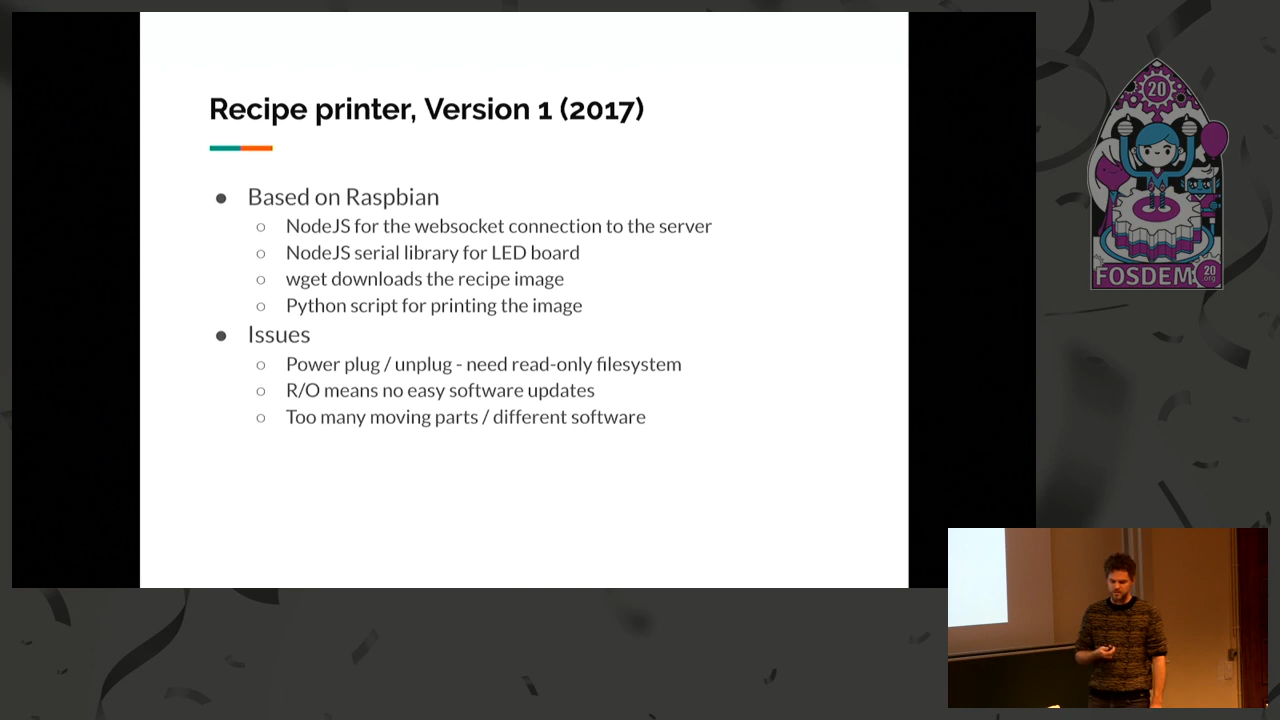 Recipe printer, Version 1 (2017)
● Based on Raspbian
○ NodeJS for the websocket connection to the server
○ NodeJS serial library for LED board
○ wget downloads the recipe image
○ Python script for printing the image
● Issues
○ Power plug / unplug - need read-only filesystem
○ R/O means no easy software updates
○ Too many moving parts / different software
20
FOSDEM
20
.org